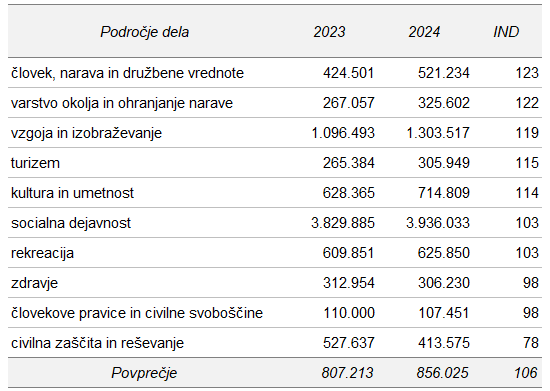 Področje dela 2023 2024 IND
človek, narava in družbene vrednote 424.501 521.234 123
varstvo okolja in ohranjanje narave 267.057 325.602 122
vzgoja in izobraževanje 1.096.493 1.303.517 119
turizem 265.384 305.949 115
kultura in umetnost 628.365 714.809 114
socialna dejavnost 3.829.885 3.936.033 103
rekreacija 609.851 625.850 103
zdravje 312.954 306.230 98
človekove pravice in civilne svoboščine 110.000 107.451 98
civilna zaščita in reševanje 527.637 413.575 78
Povprečje 807.213 856.025 106